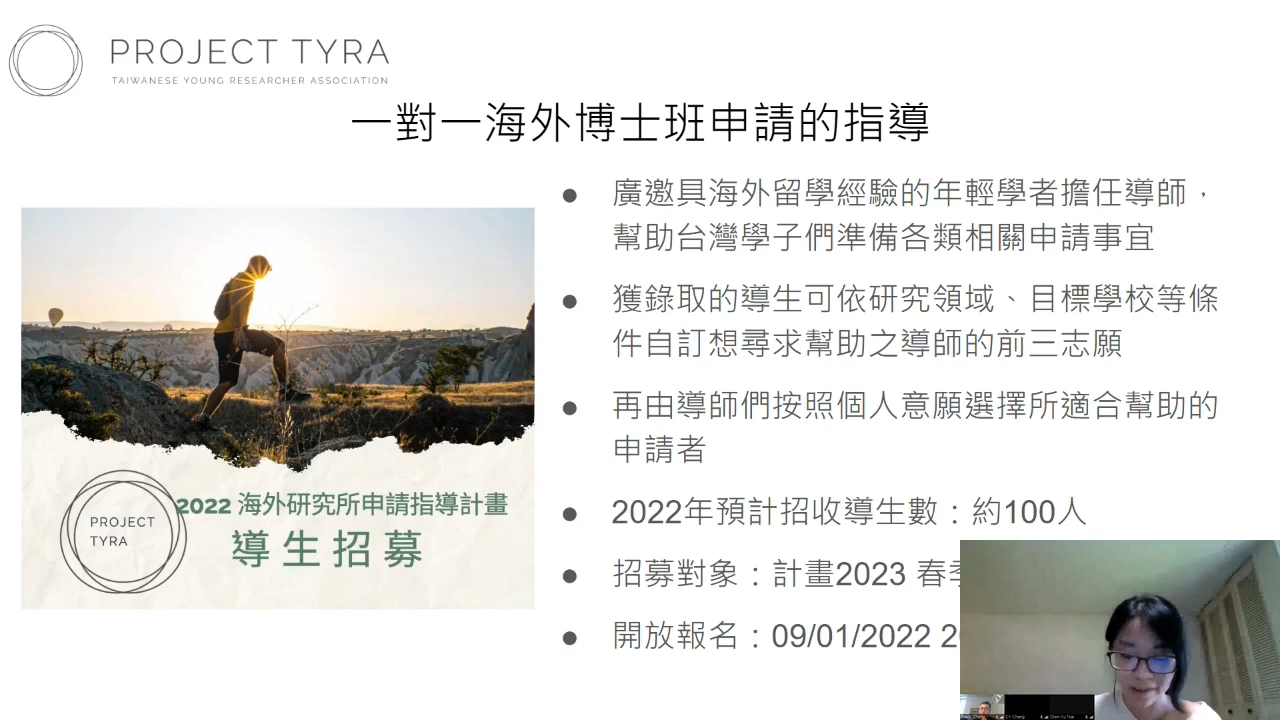 PROJECT TYRA
TAIWANESE YOUNG RESEARCHER ASSOCIATION
一對一海外博士班申請的指導
廣邀具海外留學經驗的年輕學者擔任導師，
幫助台灣學子們準備各類相關申請事宜
獲錄取的導生可依研究領域、目標學校等條
件自訂想尋求幫助之導師的前三志願
再由導師們按照個人意願選擇所適合幫助的
申請者
2022年預計招收導生數：約100人
招募對象：計畫2023 春
開放報名：09/01/2022 2
PROJECT
TYRA
2022 海外研究所申請指導計畫
導生招募